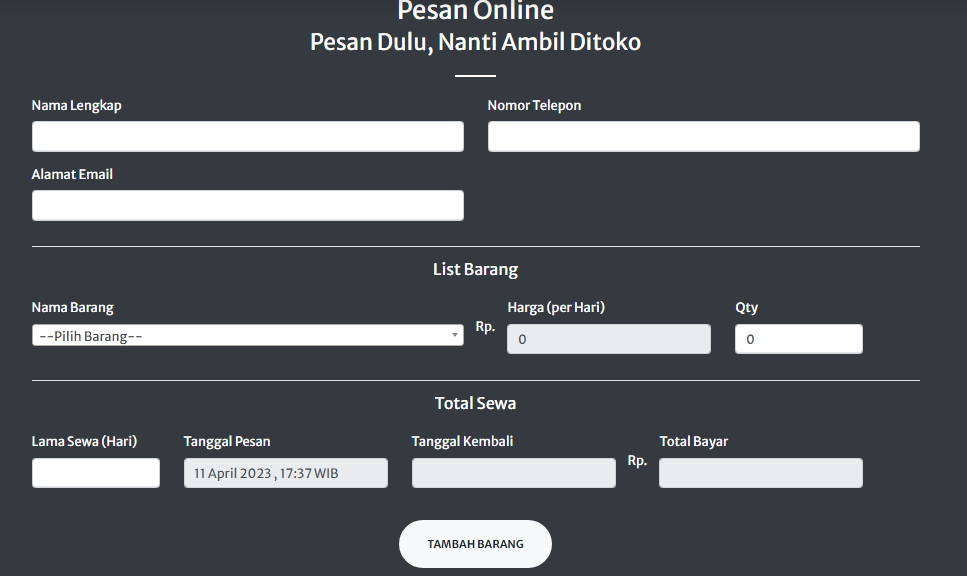 Pesan Online
Pesan Dulu, Nanti Ambil Ditoko
Nama Lengkap
Nomor Telepon
Alamat Email
List Barang
Nama Barang
Harga (per Hari)
Qty
--Pilih Barang--
Rp.
0
0
Total Sewa
Lama Sewa (Hari)
Tanggal Pesan
Tanggal Kembali
Total Bayar
11 April 2023 , 17:37 WIB
Rp.
TAMBAH BARANG